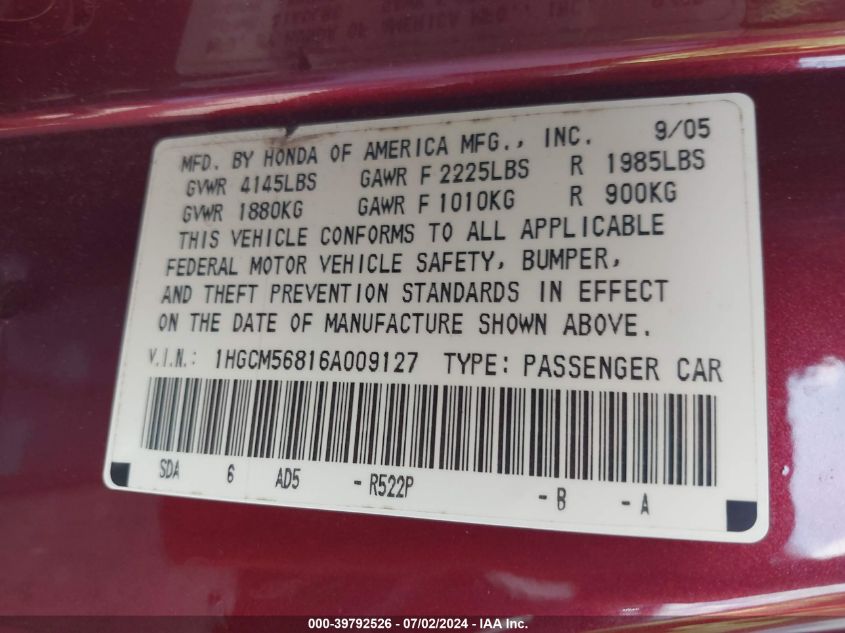 MFD. BY HONDA OF AMERICA MFG., INC. 9/05
GVWR 4145LBS GAWR F 2225LBS R 1985LBS
GVWR 1880KG GAWR F 1010KG R 900KG
THIS VEHICLE CONFORMS TO ALL APPLICABLE
FEDERAL MOTOR VEHICLE SAFETY, BUMPER,
AND THEFT PREVENTION STANDARDS IN EFFECT
ON THE DATE OF MANUFACTURE SHOWN ABOVE.
V.I.N.: 1HGCM56816A009127 TYPE: PASSENGER CAR
SDA 6 AD5 - R522P - B - A
000-39792526 - 07/02/2024 - IAA Inc.